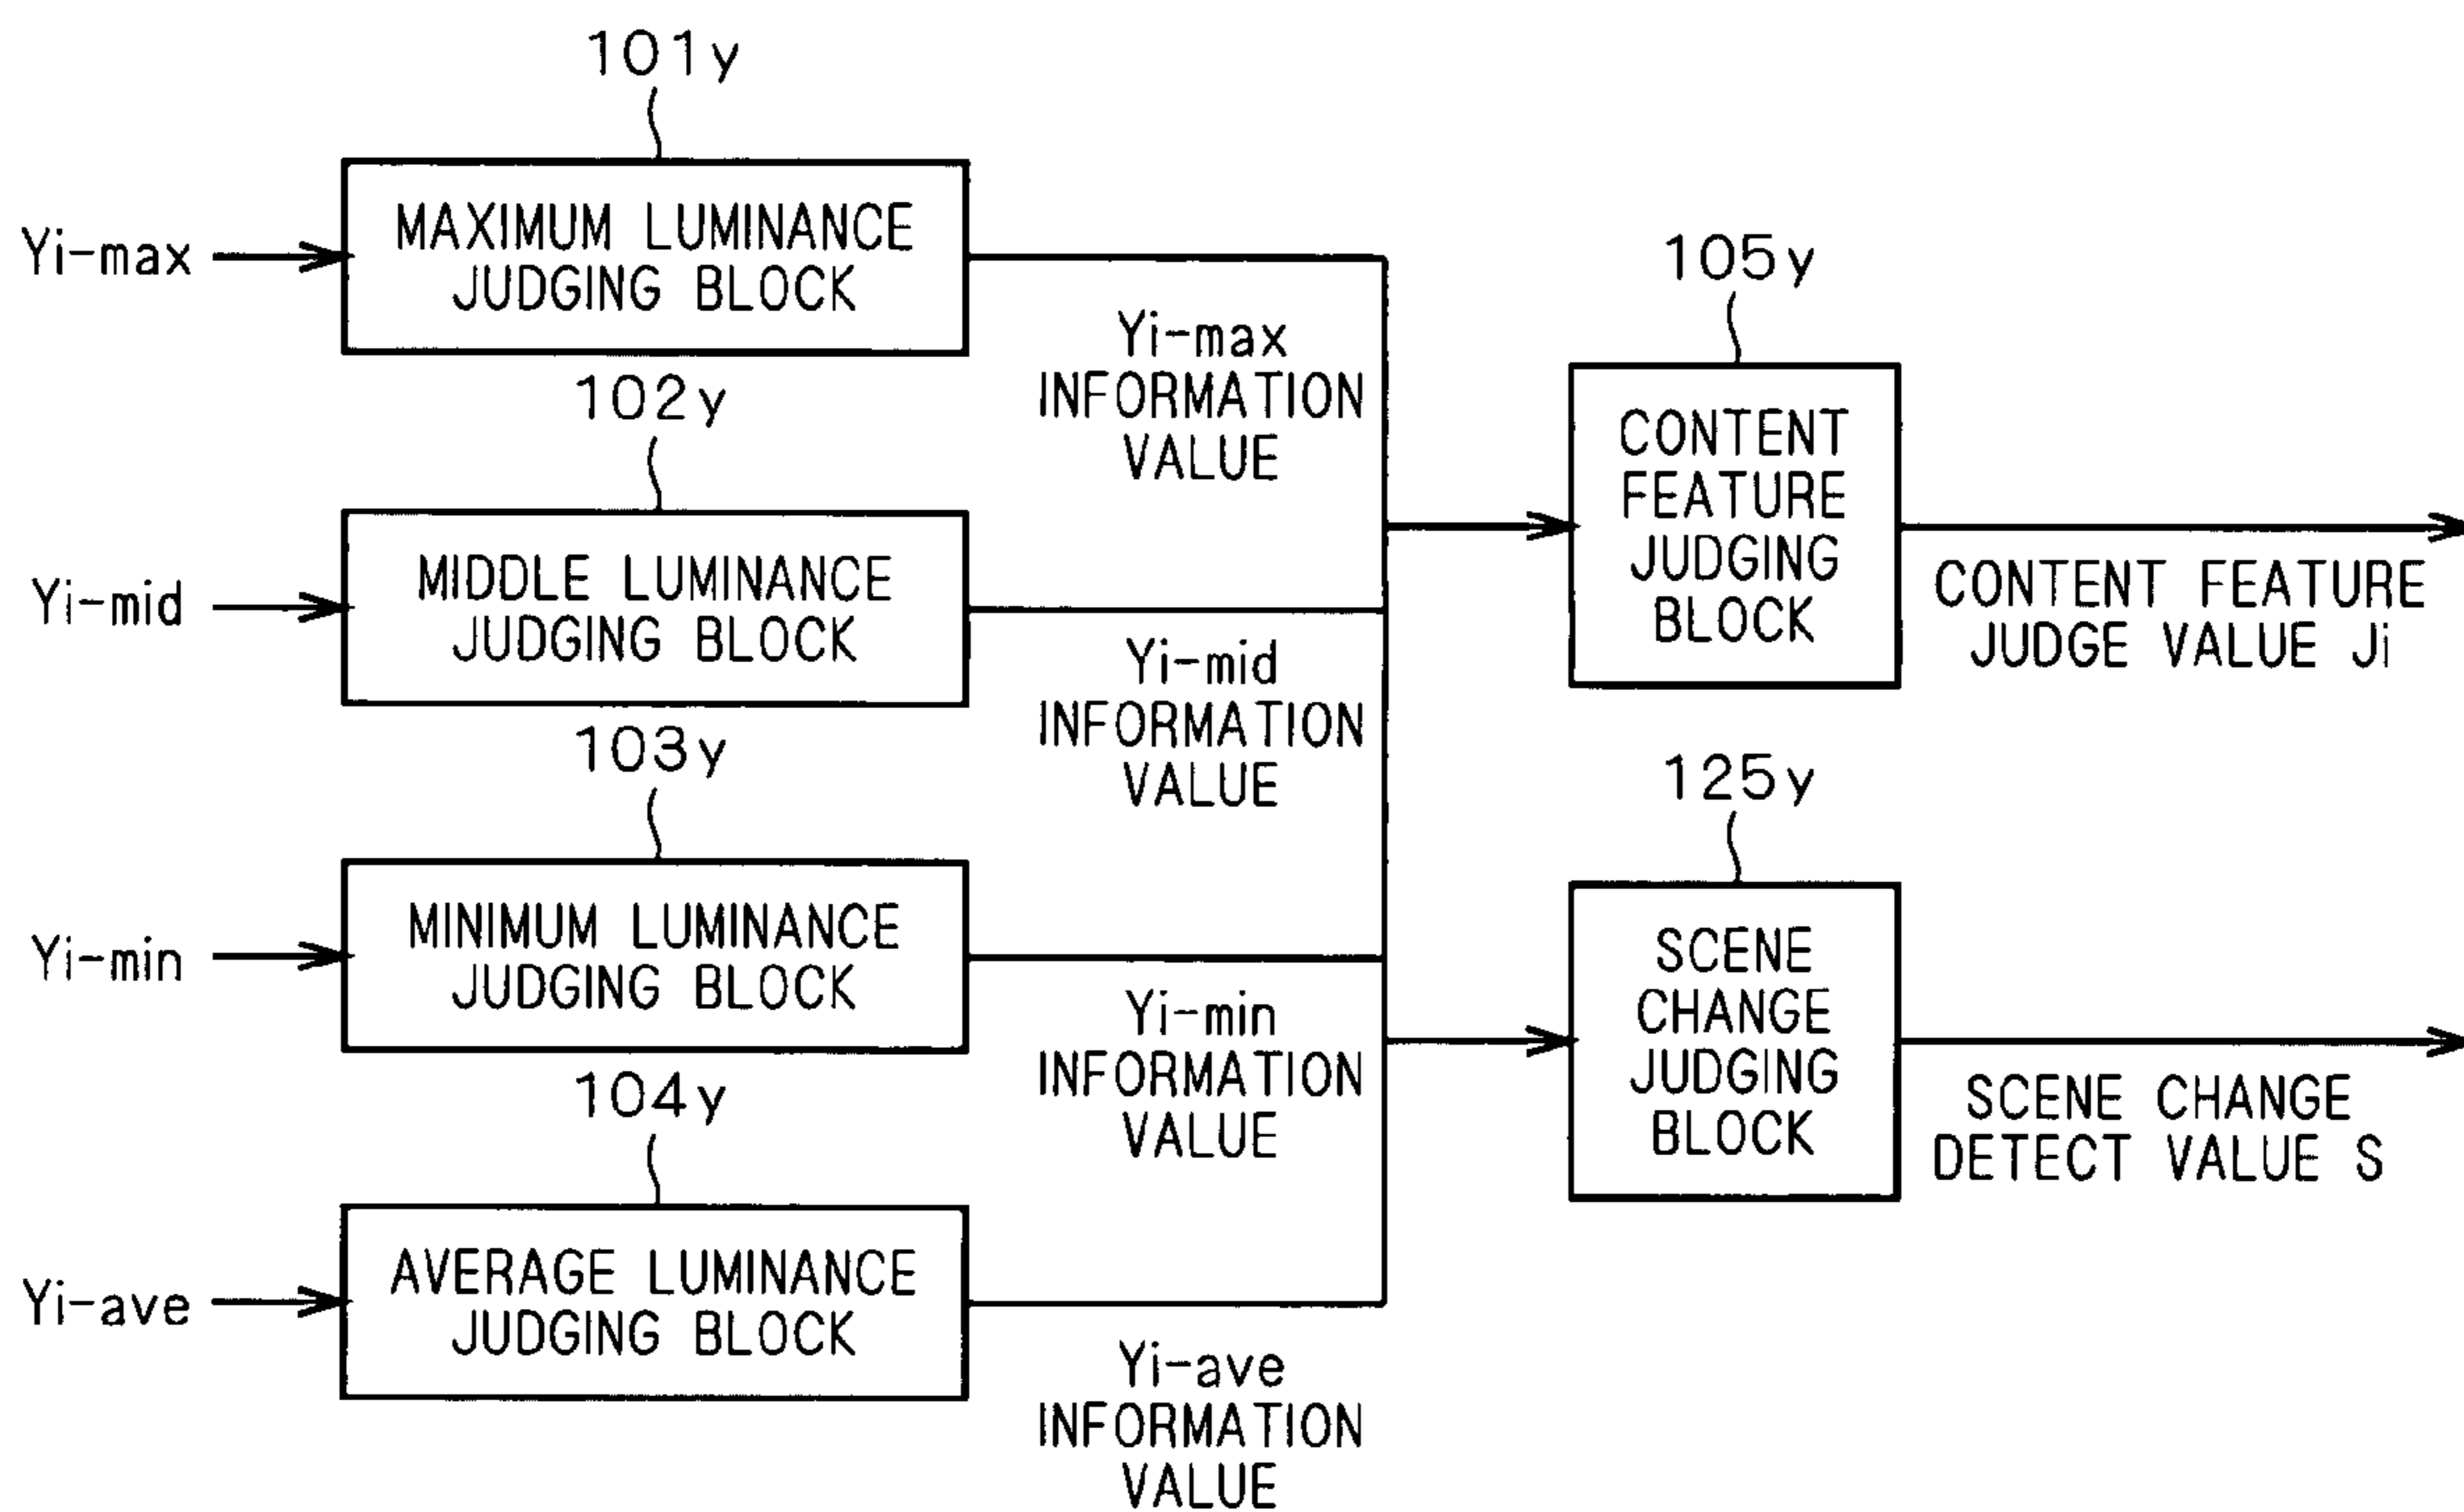 101y
Yi-max
MAXIMUM LUMINANCE
JUDGING BLOCK
Yi-max
INFORMATION
VALUE
102y
Yi-mid
MIDDLE LUMINANCE
JUDGING BLOCK
Yi-mid
INFORMATION
VALUE
103y
Yi-min
MINIMUM LUMINANCE
JUDGING BLOCK
Yi-min
INFORMATION
VALUE
104y
Yi-ave
AVERAGE LUMINANCE
JUDGING BLOCK
Yi-ave
INFORMATION
VALUE
105y
CONTENT
FEATURE
JUDGING
BLOCK
CONTENT FEATURE
JUDGE VALUE Ji
125y
SCENE
CHANGE
JUDGING
BLOCK
SCENE CHANGE
DETECT VALUE S